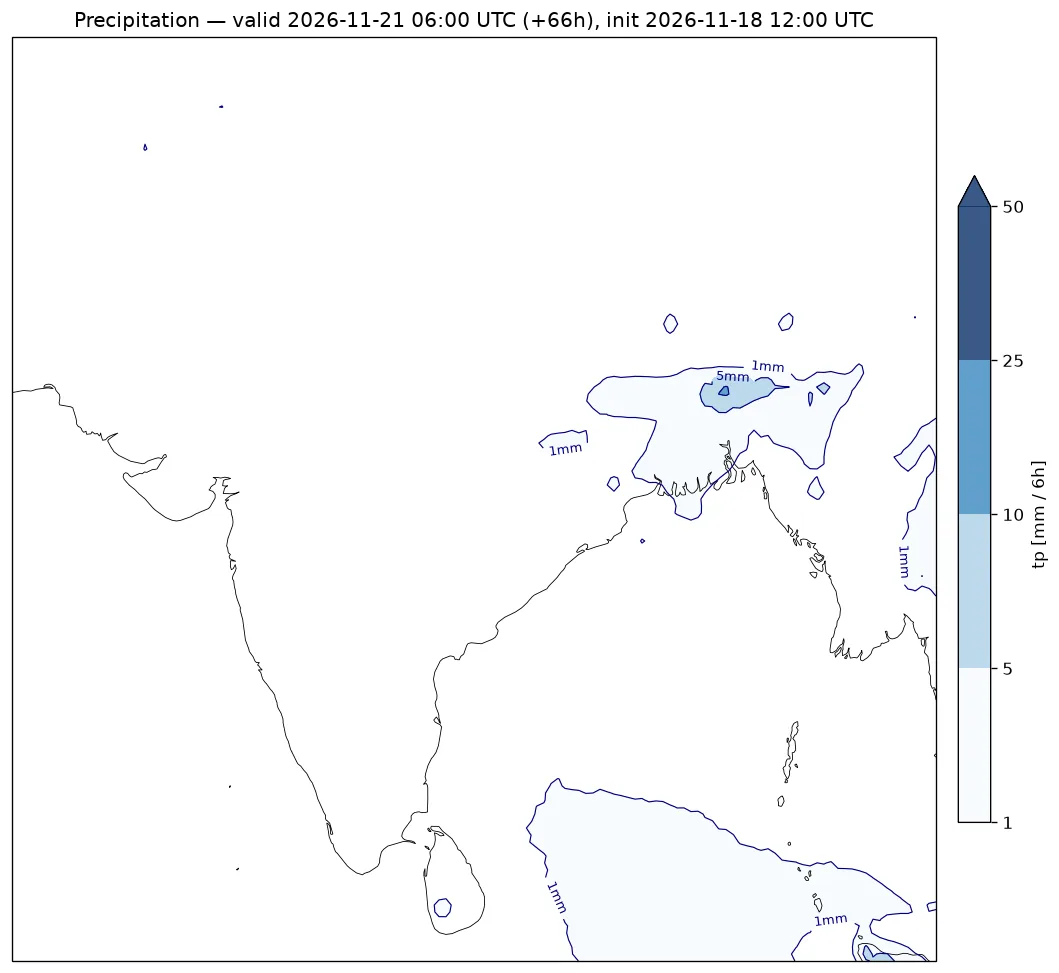 Precipitation — valid 2026-11-21 06:00 UTC (+66h), init 2026-11-18 12:00 UTC
50
25
10
5
1
tp [mm / 6h]
1mm
5mm
1mm
1mm
1mm
1mm